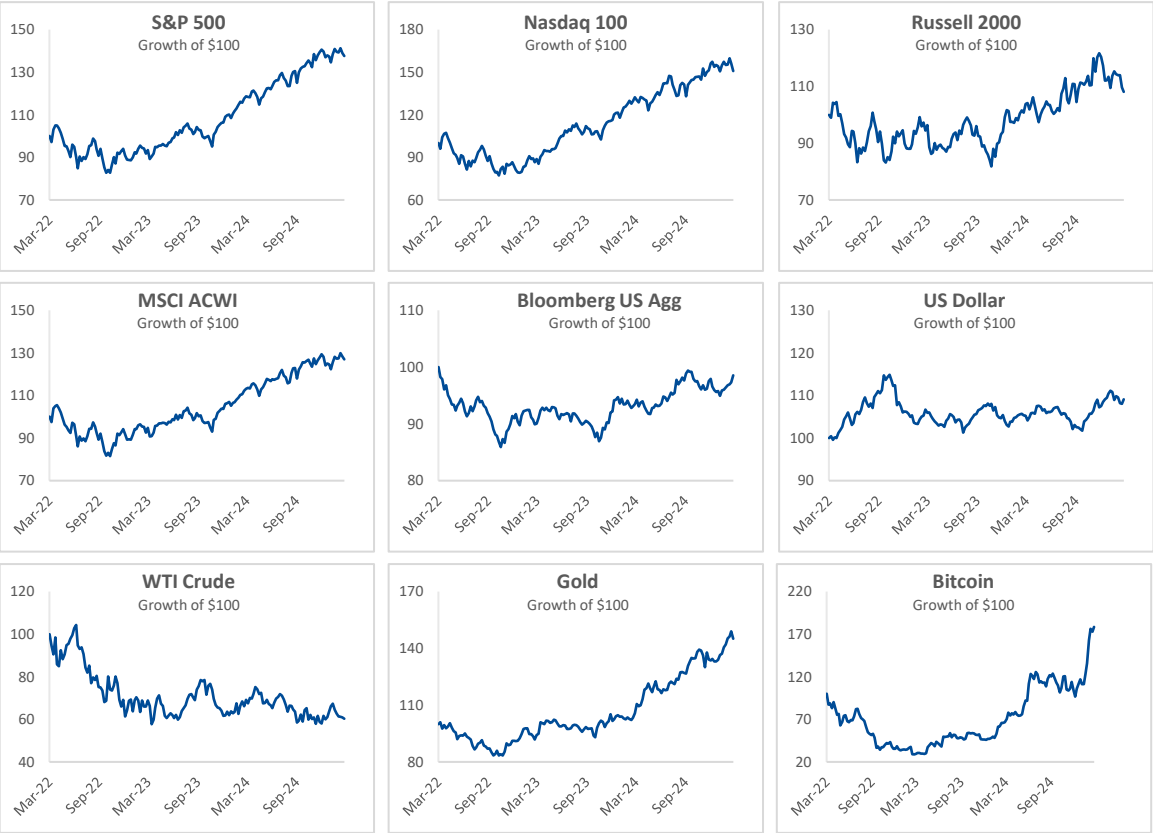 S&P 500
Growth of $100
150
130
110
90
70
Mar-22
Sep-22
Mar-23
Sep-23
Mar-24
Sep-24
Nasdaq 100
Growth of $100
180
150
120
90
60
Mar-22
Sep-22
Mar-23
Sep-23
Mar-24
Sep-24
Russell 2000
Growth of $100
130
110
90
70
Mar-22
Sep-22
Mar-23
Sep-23
Mar-24
Sep-24
MSCI ACWI
Growth of $100
150
130
110
90
70
Mar-22
Sep-22
Mar-23
Sep-23
Mar-24
Sep-24
Bloomberg US Agg
Growth of $100
110
100
90
80
Mar-22
Sep-22
Mar-23
Sep-23
Mar-24
Sep-24
US Dollar
Growth of $100
130
120
110
100
90
Mar-22
Sep-22
Mar-23
Sep-23
Mar-24
Sep-24
WTI Crude
Growth of $100
120
100
80
60
40
Mar-22
Sep-22
Mar-23
Sep-23
Mar-24
Sep-24
Gold
Growth of $100
170
140
110
80
Mar-22
Sep-22
Mar-23
Sep-23
Mar-24
Sep-24
Bitcoin
Growth of $100
220
170
120
70
20
Mar-22
Sep-22
Mar-23
Sep-23
Mar-24
Sep-24